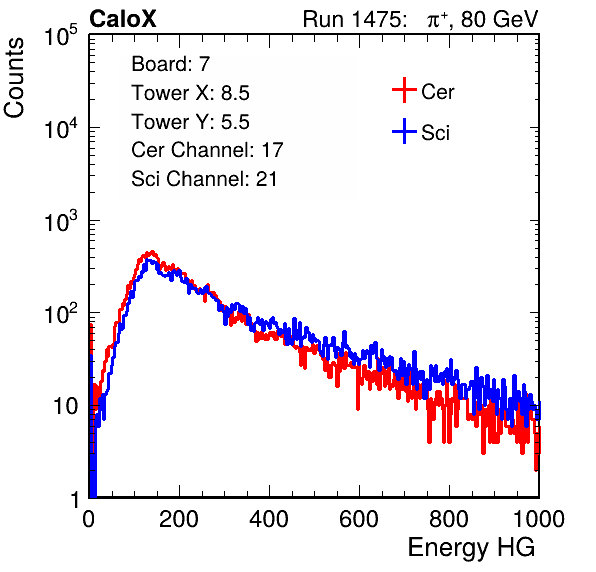 CaloX Run 1475: π⁺, 80 GeV
Counts
Board: 7
Tower X: 8.5
Tower Y: 5.5
Cer Channel: 17
Sci Channel: 21
Cer
Sci
10⁵
10⁴
10³
10²
10
1
0 200 400 600 800 1000
Energy HG